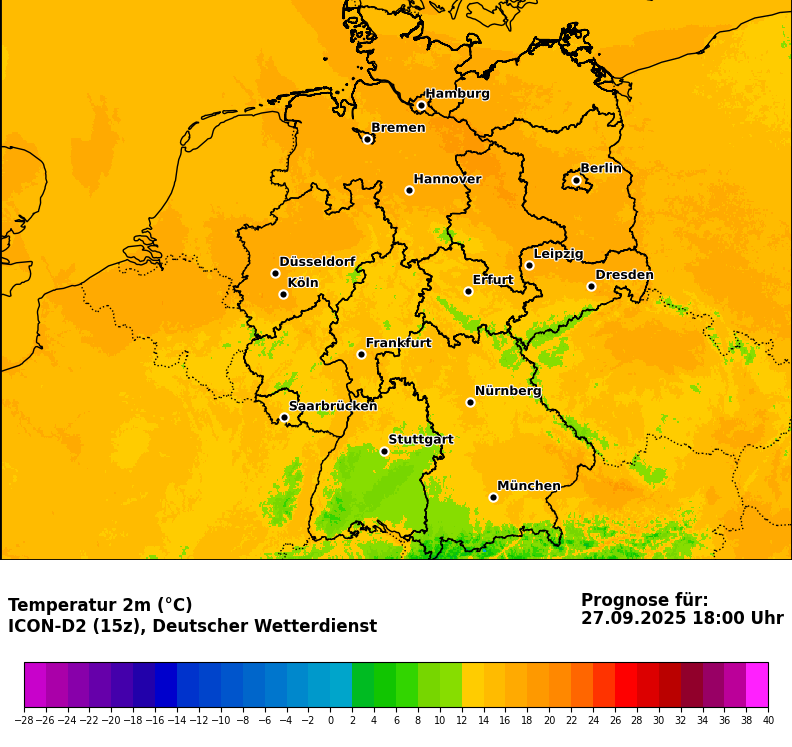 Hamburg
Bremen
Berlin
Hannover
Leipzig
Düsseldorf
Dresden
Erfurt
Köln
Frankfurt
Nürnberg
Saarbrücken
Stuttgart
München
Temperatur 2m (°C)
ICON-D2 (15z), Deutscher Wetterdienst
Prognose für:
27.09.2025 18:00 Uhr
−28 −26 −24 −22 −20 −18 −16 −14 −12 −10 −8 −6 −4 −2 0 2 4 6 8 10 12 14 16 18 20 22 24 26 28 30 32 34 36 38 40